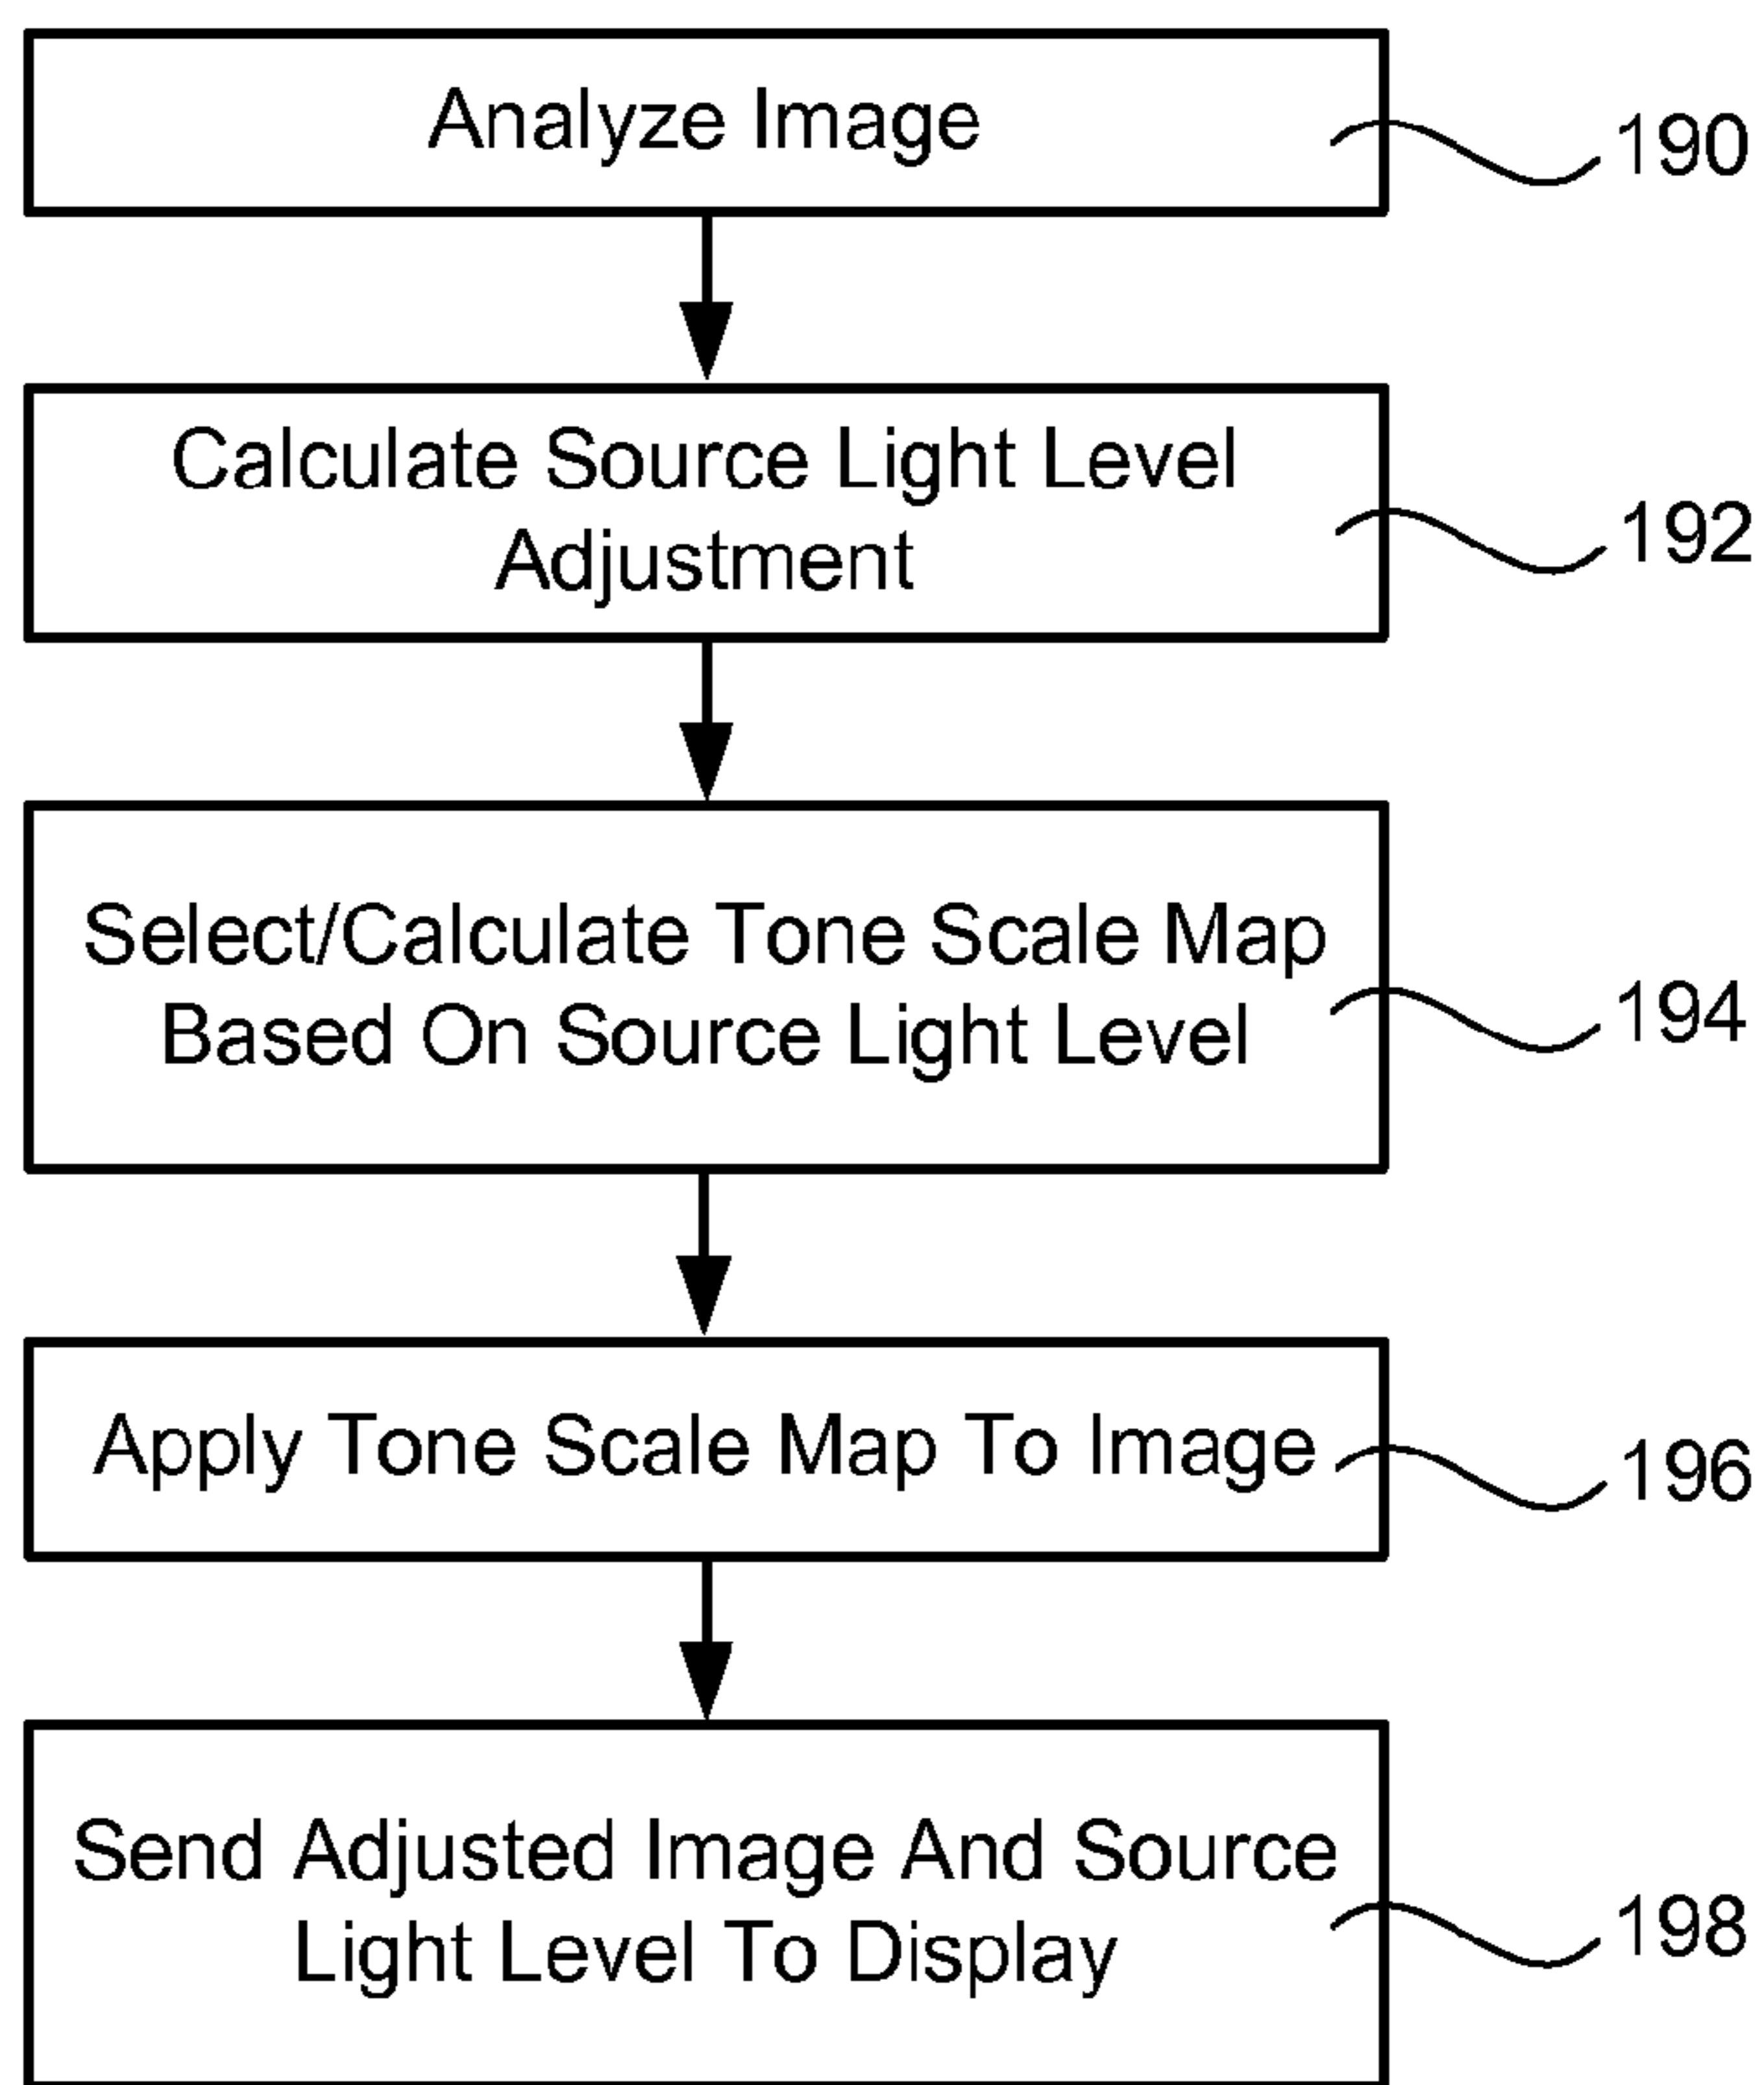 Analyze Image
190
Calculate Source Light Level
Adjustment
192
Select/Calculate Tone Scale Map
Based On Source Light Level
194
Apply Tone Scale Map To Image
196
Send Adjusted Image And Source
Light Level To Display
198